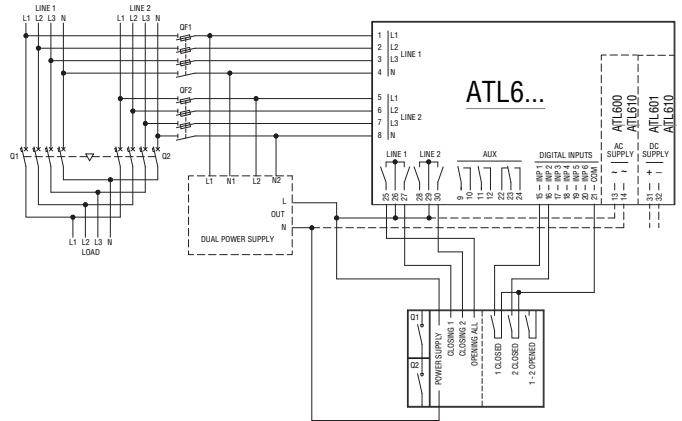 LINE 1
LINE 2
L1 L2 L3 N
L1 L2 L3 N
QF1
QF2
1 L1
2 L2
3 L3
4 N
LINE 1
5 L1
6 L2
7 L3
8 N
LINE 2
ATL6...
ATL600
ATL610
ATL601
ATL610
AC
SUPPLY
DC
SUPPLY
~ ~
+ –
LINE 1
LINE 2
AUX
DIGITAL INPUTS
INP 1
INP 2
INP 3
INP 4
INP 5
INP 6
COM
25 26 27 28 29 30 9 10 11 12 22 23 24 15 16 17 18 19 20 21 13 14 31 32
Q1
Q2
L1 N1 L2 N2
L
OUT
N
DUAL POWER SUPPLY
L1 L2 L3 N
LOAD
Q1
Q2
POWER SUPPLY
CLOSING 1
CLOSING 2
OPENING ALL
1 CLOSED
2 CLOSED
1 - 2 OPENED